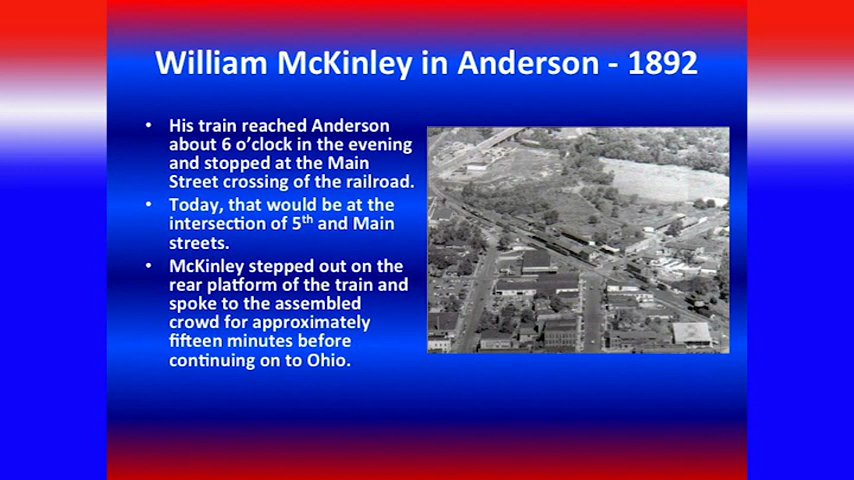 William McKinley in Anderson - 1892
• His train reached Anderson
about 6 o'clock in the evening
and stopped at the Main
Street crossing of the railroad.
• Today, that would be at the
intersection of 5th and Main
streets.
• McKinley stepped out on the
rear platform of the train and
spoke to the assembled
crowd for approximately
fifteen minutes before
continuing on to Ohio.